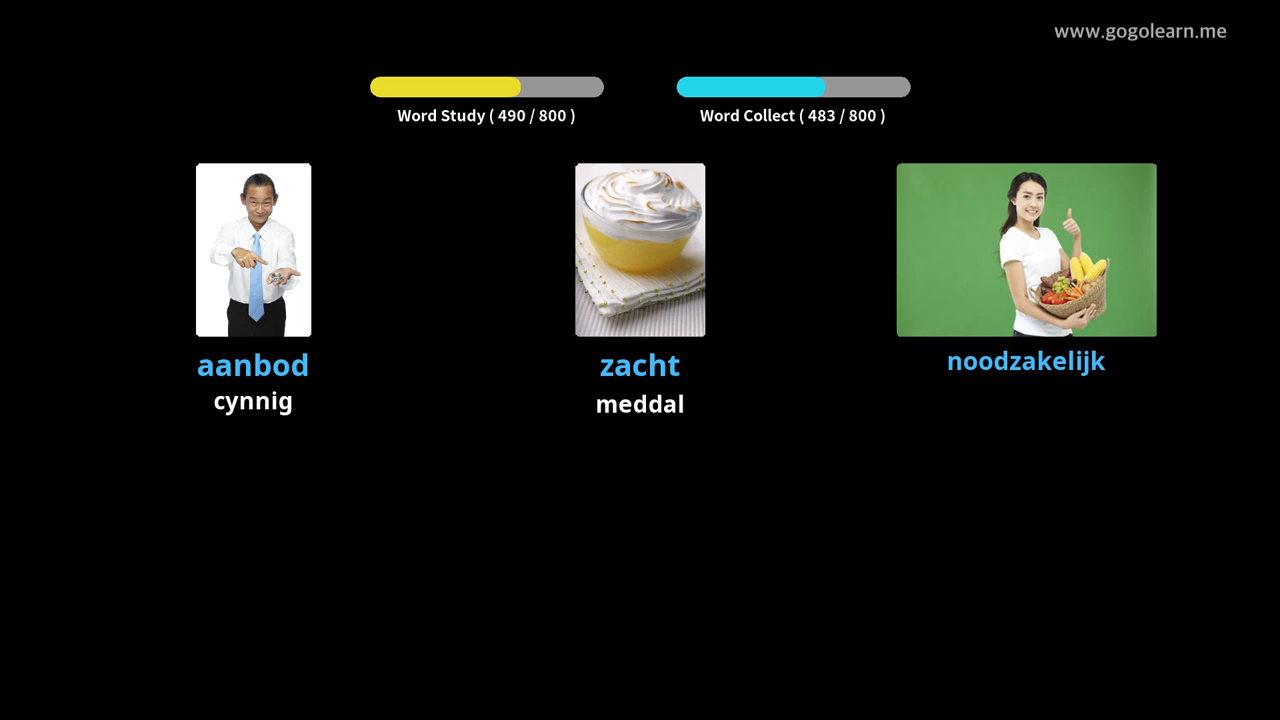 www.gogolearn.me
Word Study ( 490 / 800 )
Word Collect ( 483 / 800 )
aanbod
cynnig
zacht
meddal
noodzakelijk